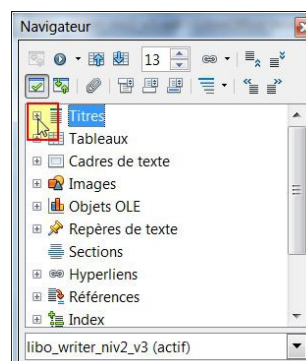 Navigateur
13
Titres
Tableaux
Cadres de texte
Images
Objets OLE
Repères de texte
Sections
Hyperliens
Références
Index
libo_writer_niv2_v3 (actif)